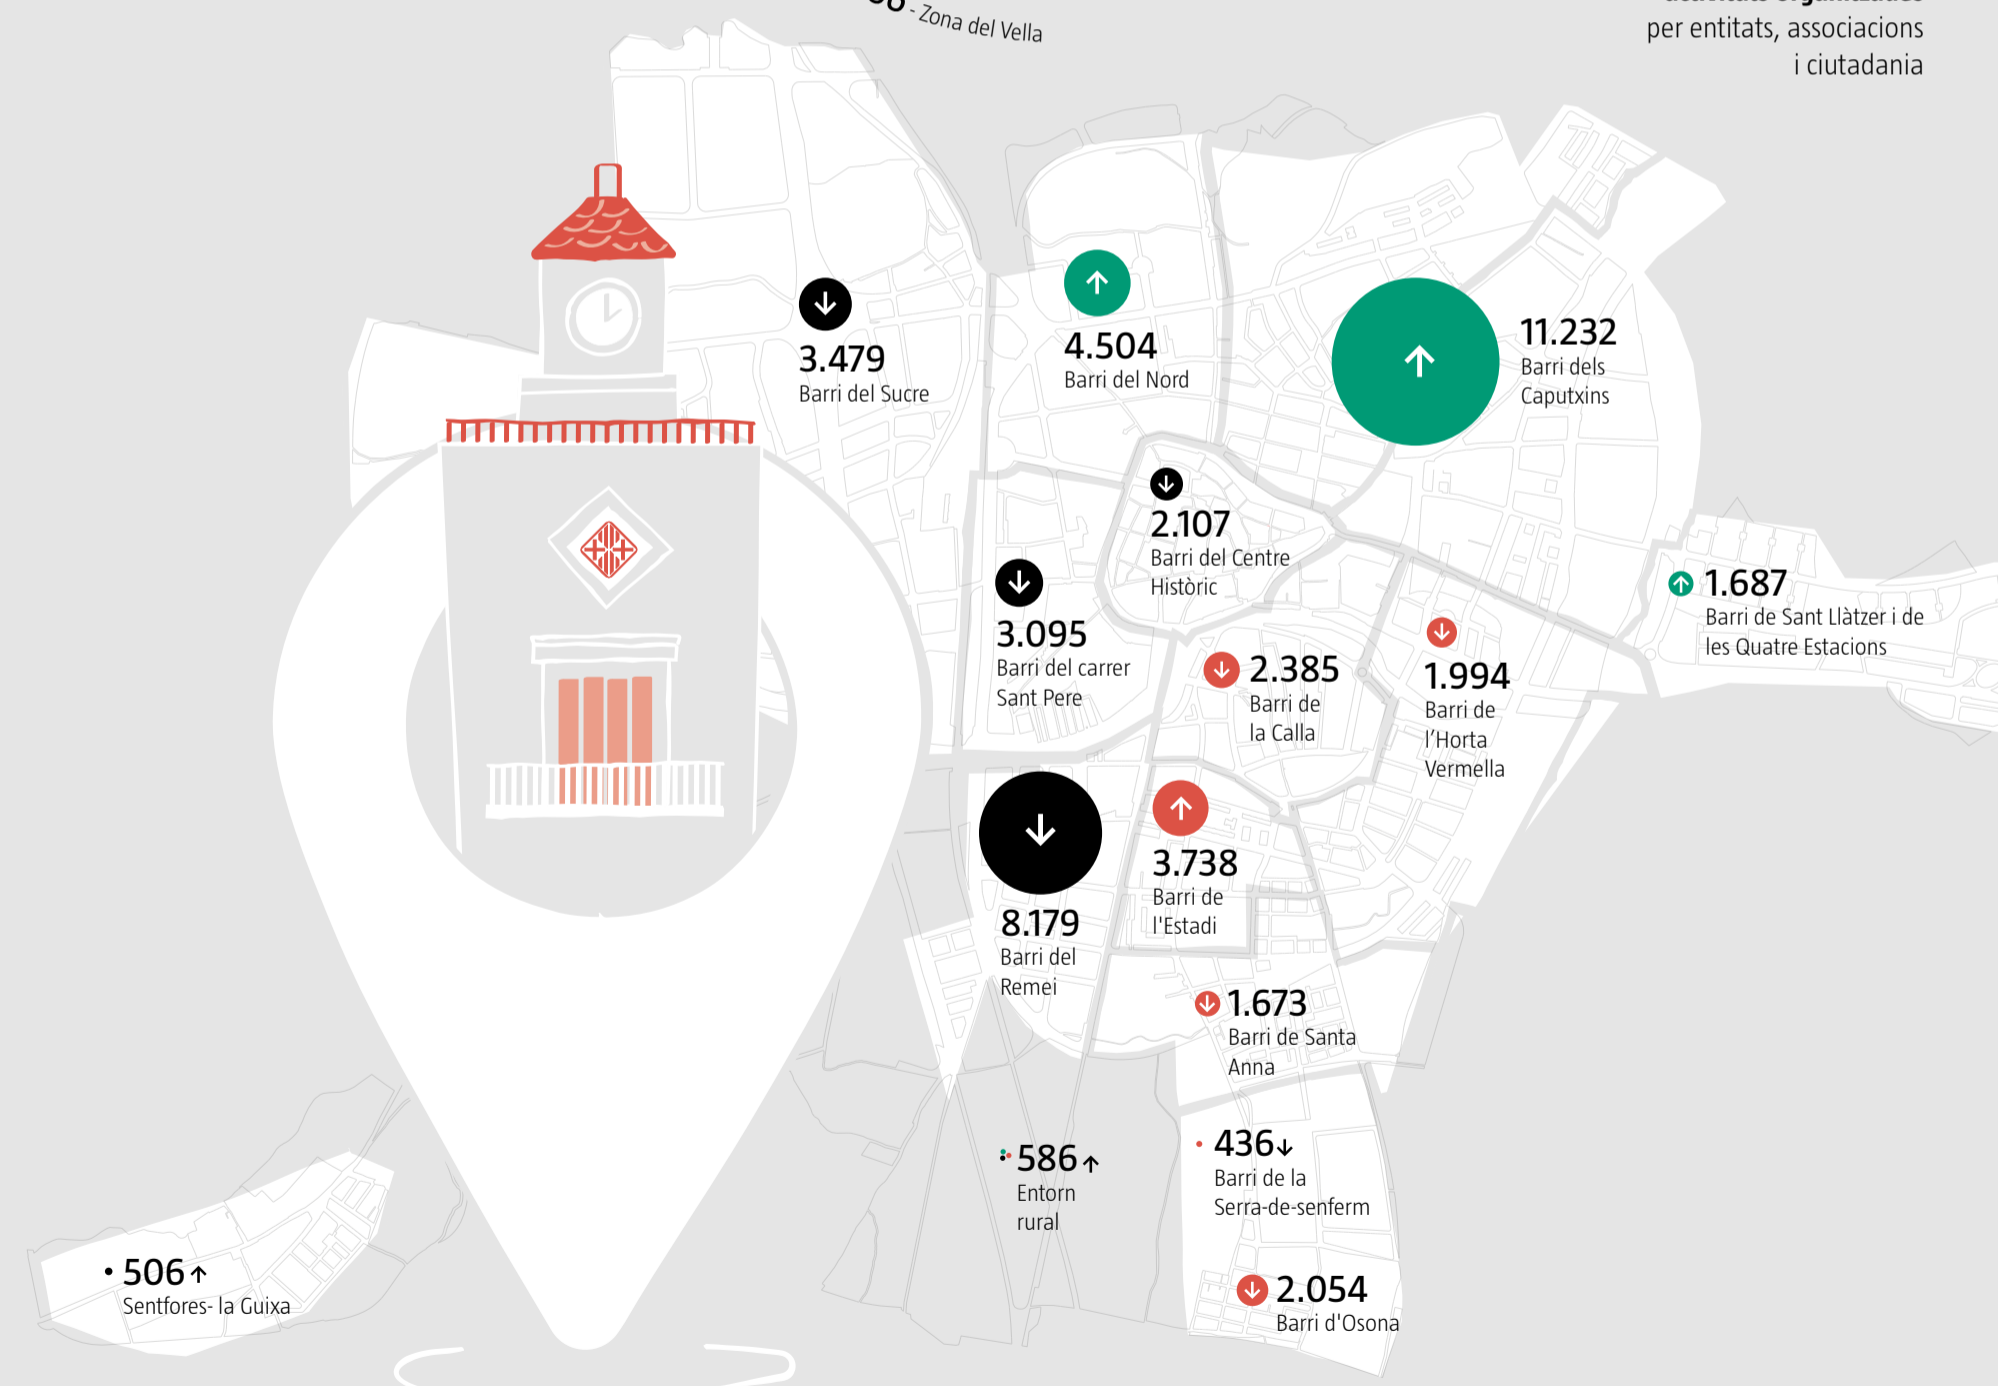 - Zona del Vella
per entitats, associacions
i ciutadania
3.479
Barri del Sucre
4.504
Barri del Nord
11.232
Barri dels
Caputxins
2.107
Barri del Centre
Històric
3.095
Barri del carrer
Sant Pere
2.385
Barri de
la Calla
1.994
Barri de
l’Horta
Vermella
1.687
Barri de Sant Llàtzer i de
les Quatre Estacions
8.179
Barri del
Remei
3.738
Barri de
l'Estadi
1.673
Barri de Santa
Anna
586
Entorn
rural
436
Barri de la
Serra-de-senferm
506
Sentfores- la Guixa
2.054
Barri d'Osona